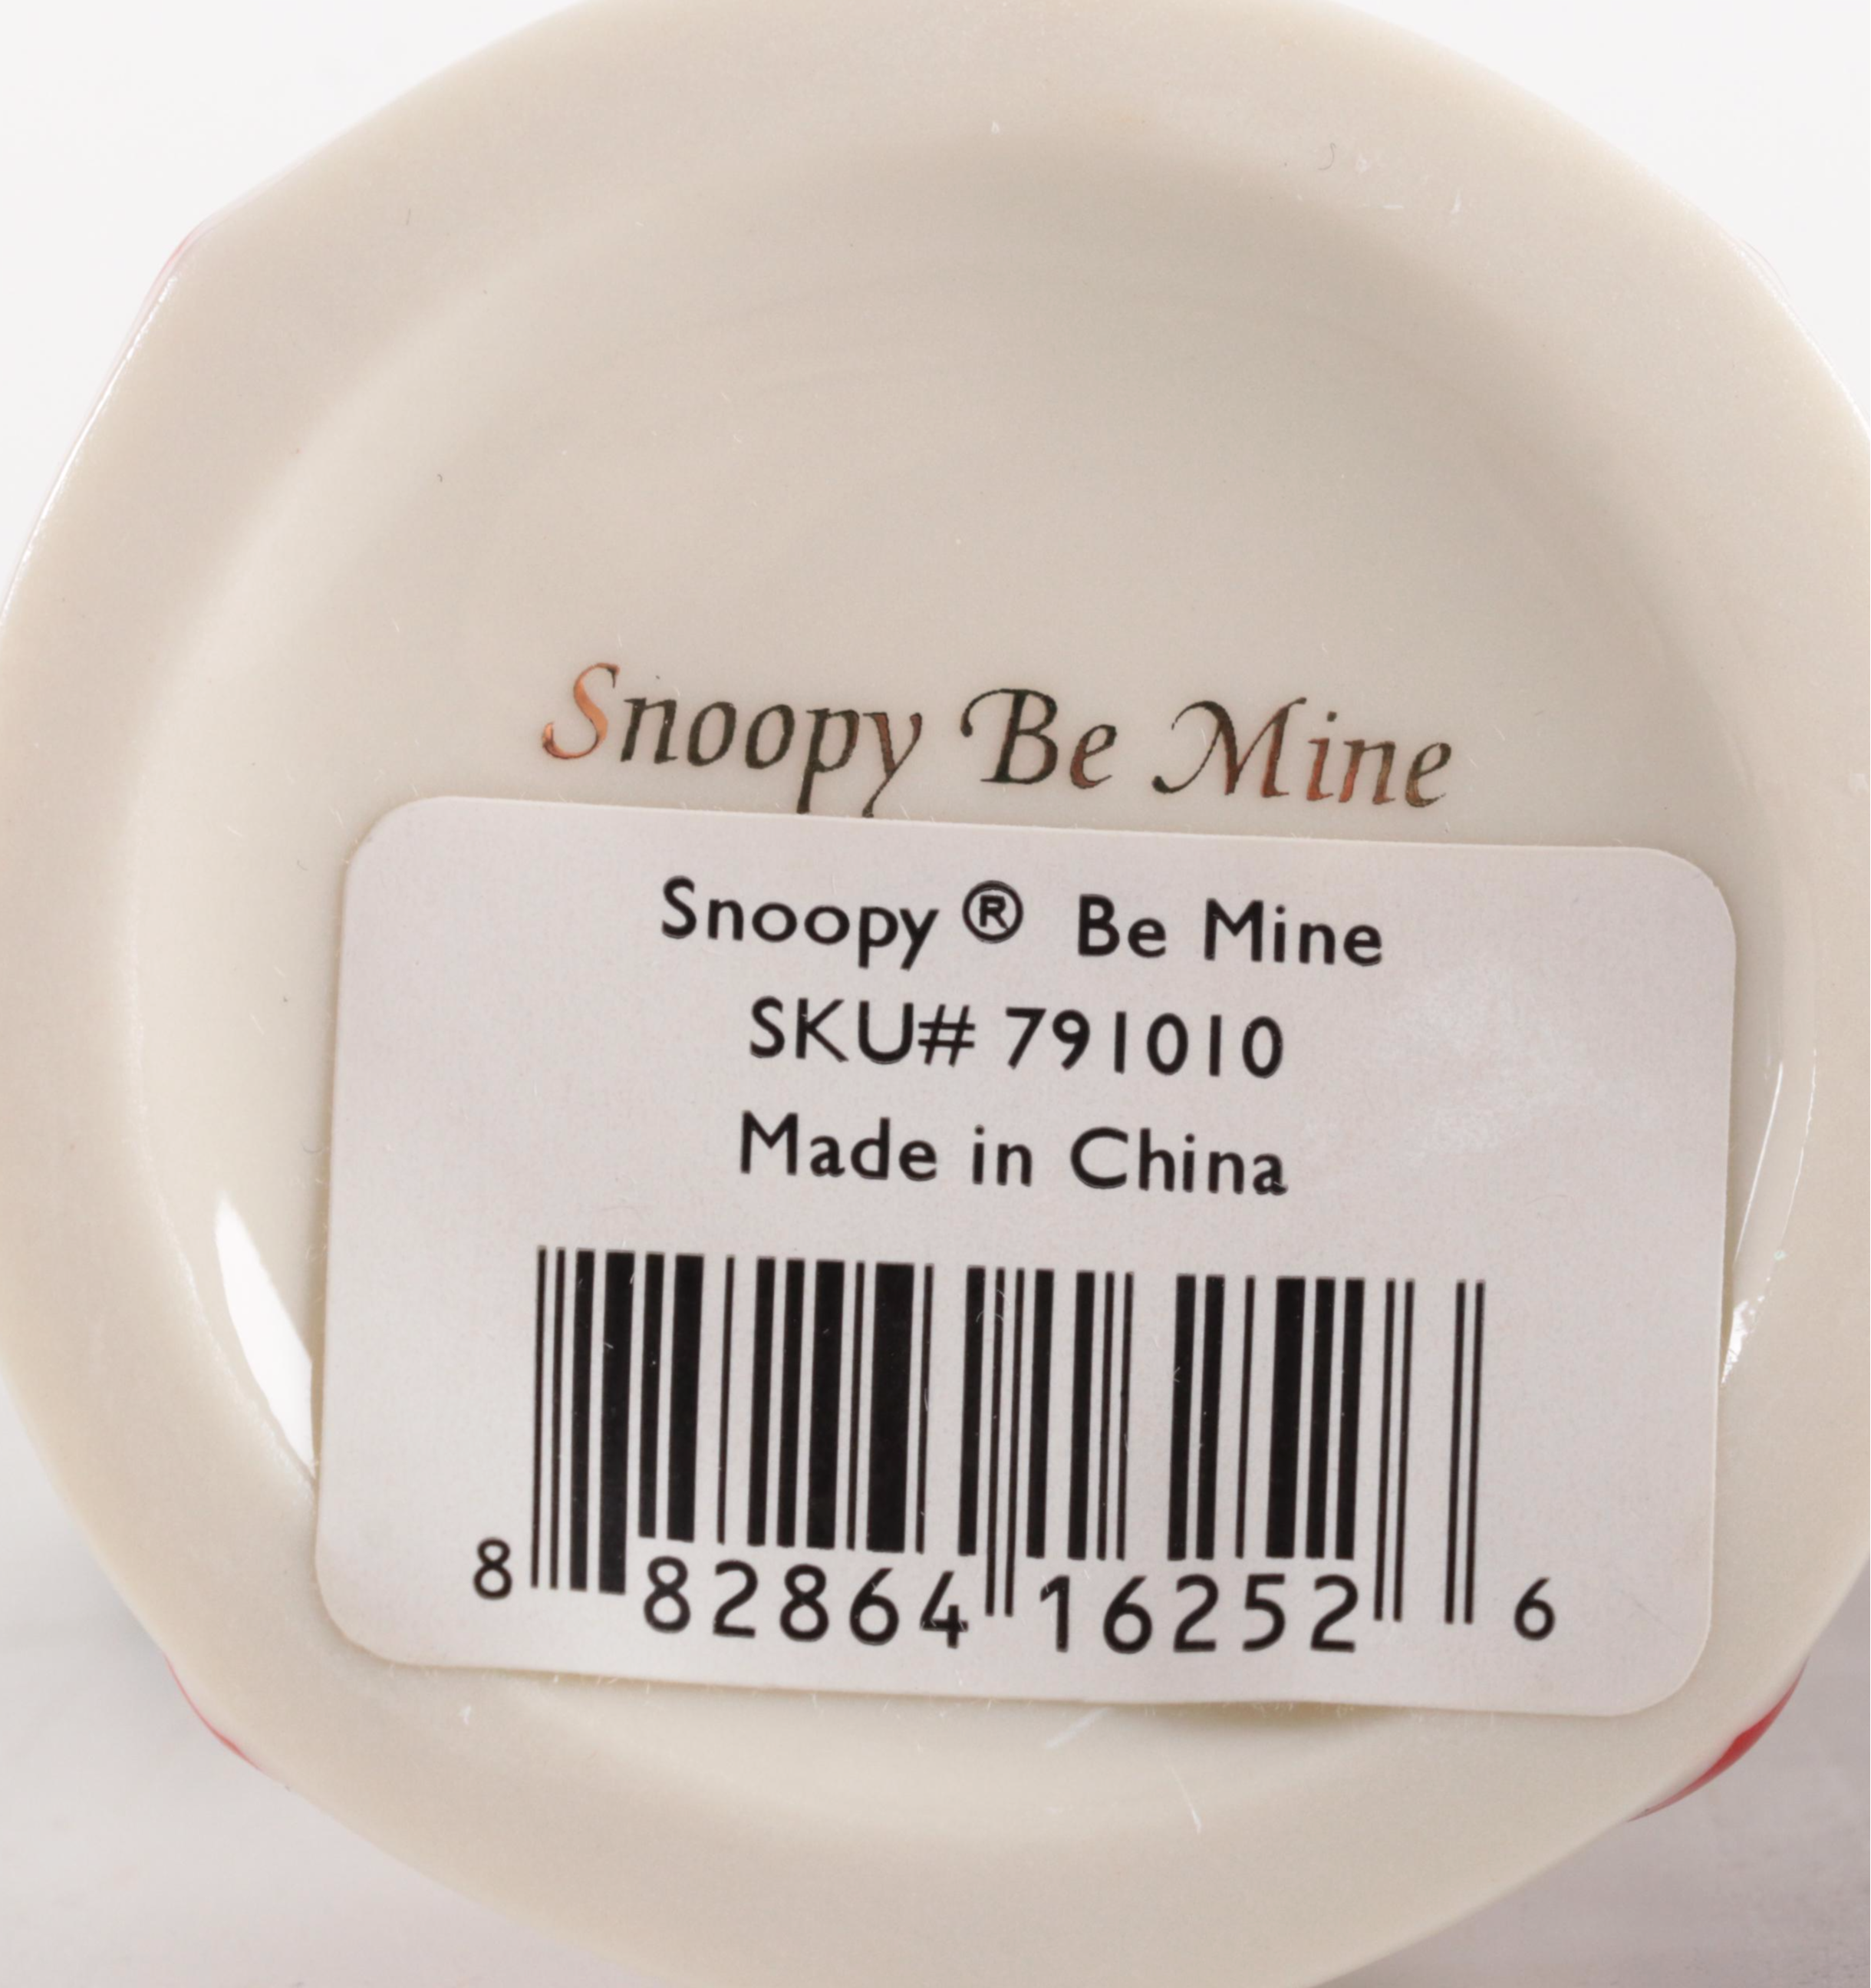 Snoopy Be Mine
Snoopy ® Be Mine
SKU# 791010
Made in China
8 82864 16252 6